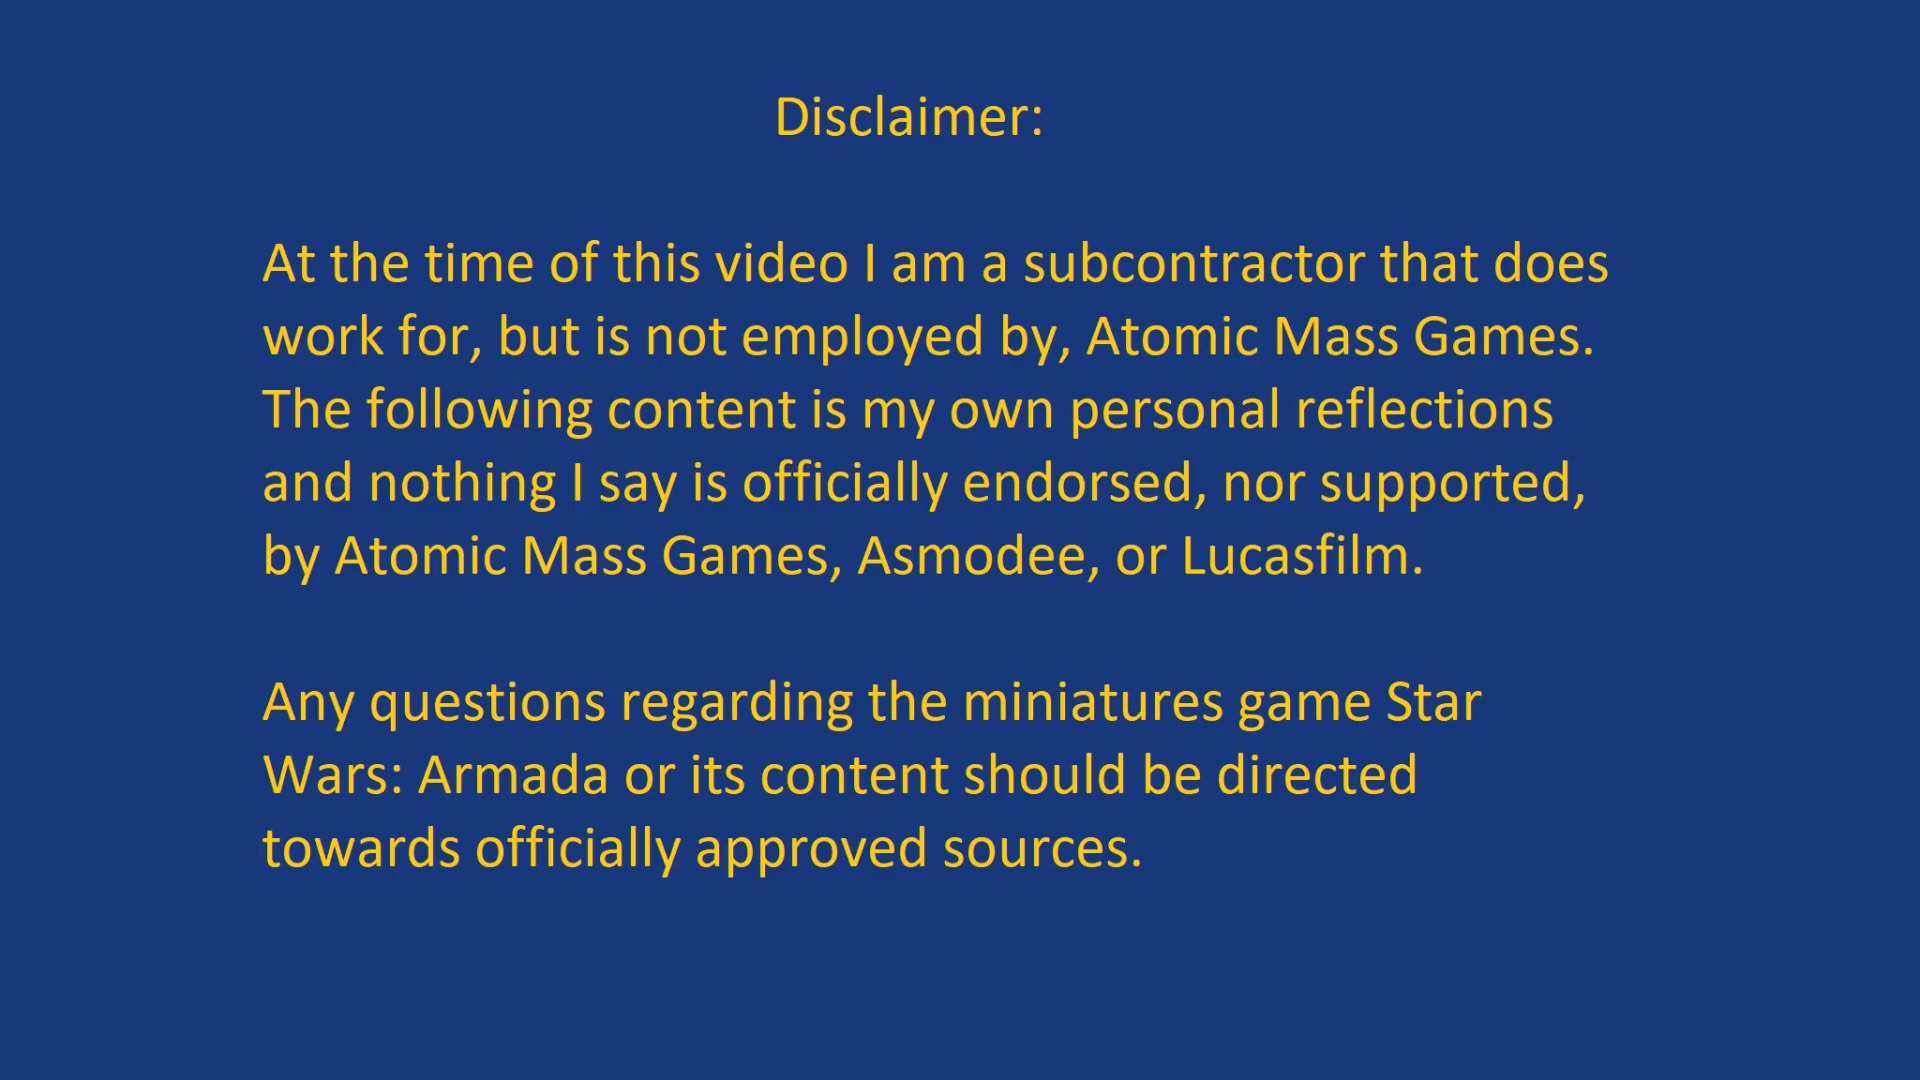 Disclaimer:
At the time of this video I am a subcontractor that does
work for, but is not employed by, Atomic Mass Games.
The following content is my own personal reflections
and nothing I say is officially endorsed, nor supported,
by Atomic Mass Games, Asmodee, or Lucasfilm.
Any questions regarding the miniatures game Star
Wars: Armada or its content should be directed
towards officially approved sources.